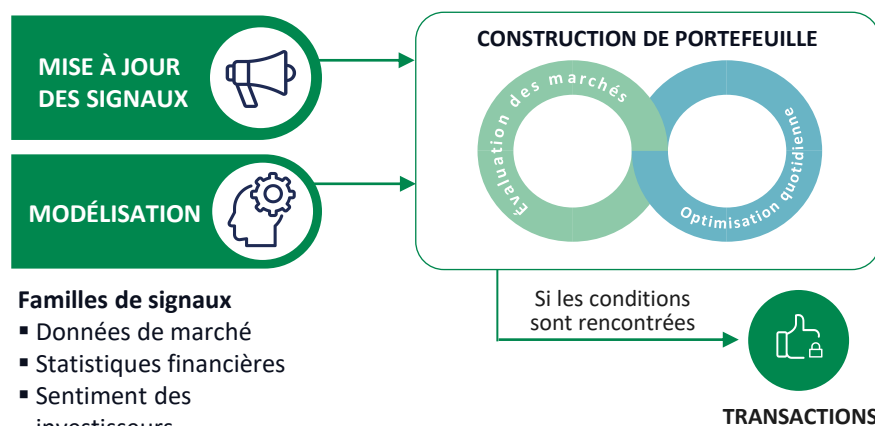 MISE À JOUR
DES SIGNAUX
CONSTRUCTION DE PORTEFEUILLE
Évaluation des marchés
Optimisation quotidienne
MODÉLISATION
Familles de signaux
▪ Données de marché
▪ Statistiques financières
▪ Sentiment des
investisseurs
Si les conditions
sont rencontrées
TRANSACTIONS